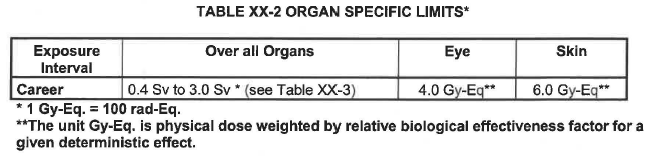 TABLE XX-2 ORGAN SPECIFIC LIMITS*
Exposure Interval Over all Organs Eye Skin
Career 0.4 Sv to 3.0 Sv * (see Table XX-3) 4.0 Gy-Eq** 6.0 Gy-Eq**
* 1 Gy-Eq. = 100 rad-Eq.
**The unit Gy-Eq. is physical dose weighted by relative biological effectiveness factor for a
given deterministic effect.